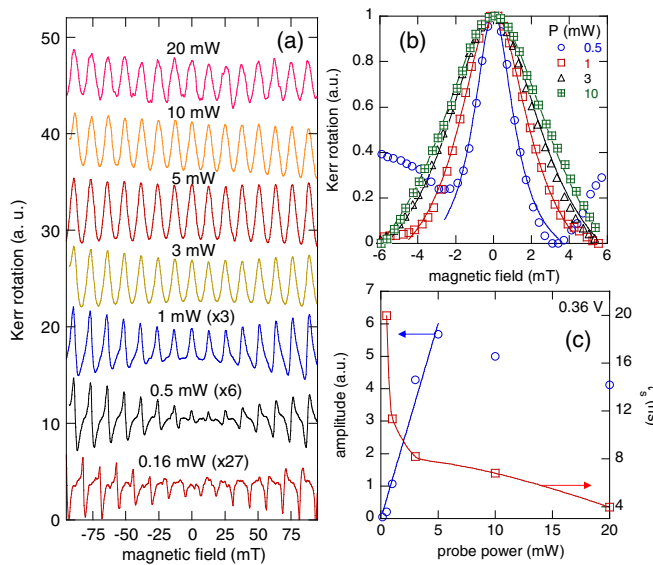 (a)
50
40
30
20
10
0
Kerr rotation (a. u.)
20 mW
10 mW
5 mW
3 mW
1 mW (x3)
0.5 mW (x6)
0.16 mW (x27)
-75 -50 -25 0 25 50 75
magnetic field (mT)
(b)
P (mW)
0.5
1
3
10
1
0.8
0.6
0.4
0.2
0
Kerr rotation (a.u.)
-6 -4 -2 0 2 4 6
magnetic field (mT)
0.36 V
(c)
7
6
5
4
3
2
1
0
amplitude (a.u.)
20
16
12
8
4
T*s (ns)
0 5 10 15 20
probe power (mW)